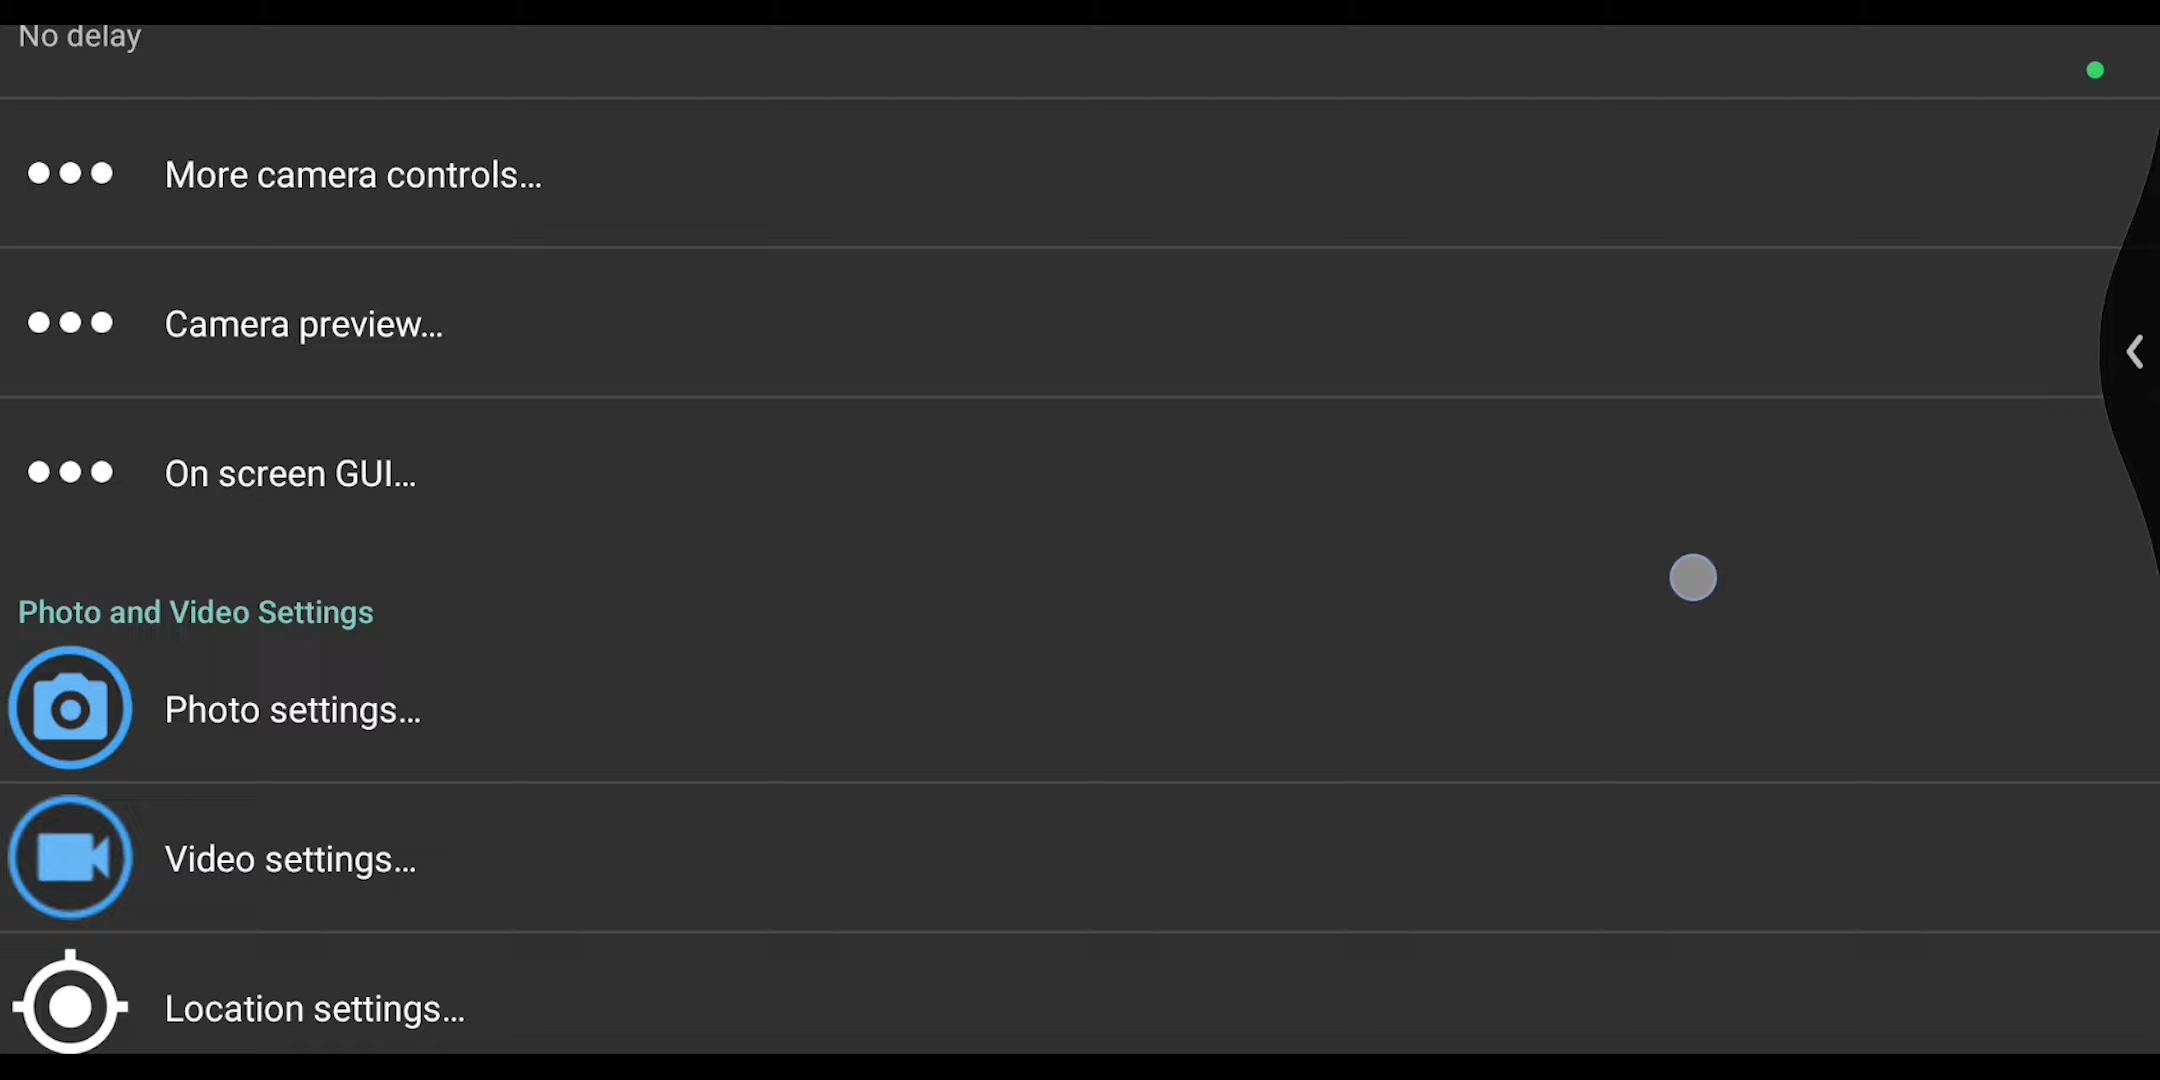 No delay
More camera controls...
Camera preview...
On screen GUI...
Photo and Video Settings
Photo settings...
Video settings...
Location settings...